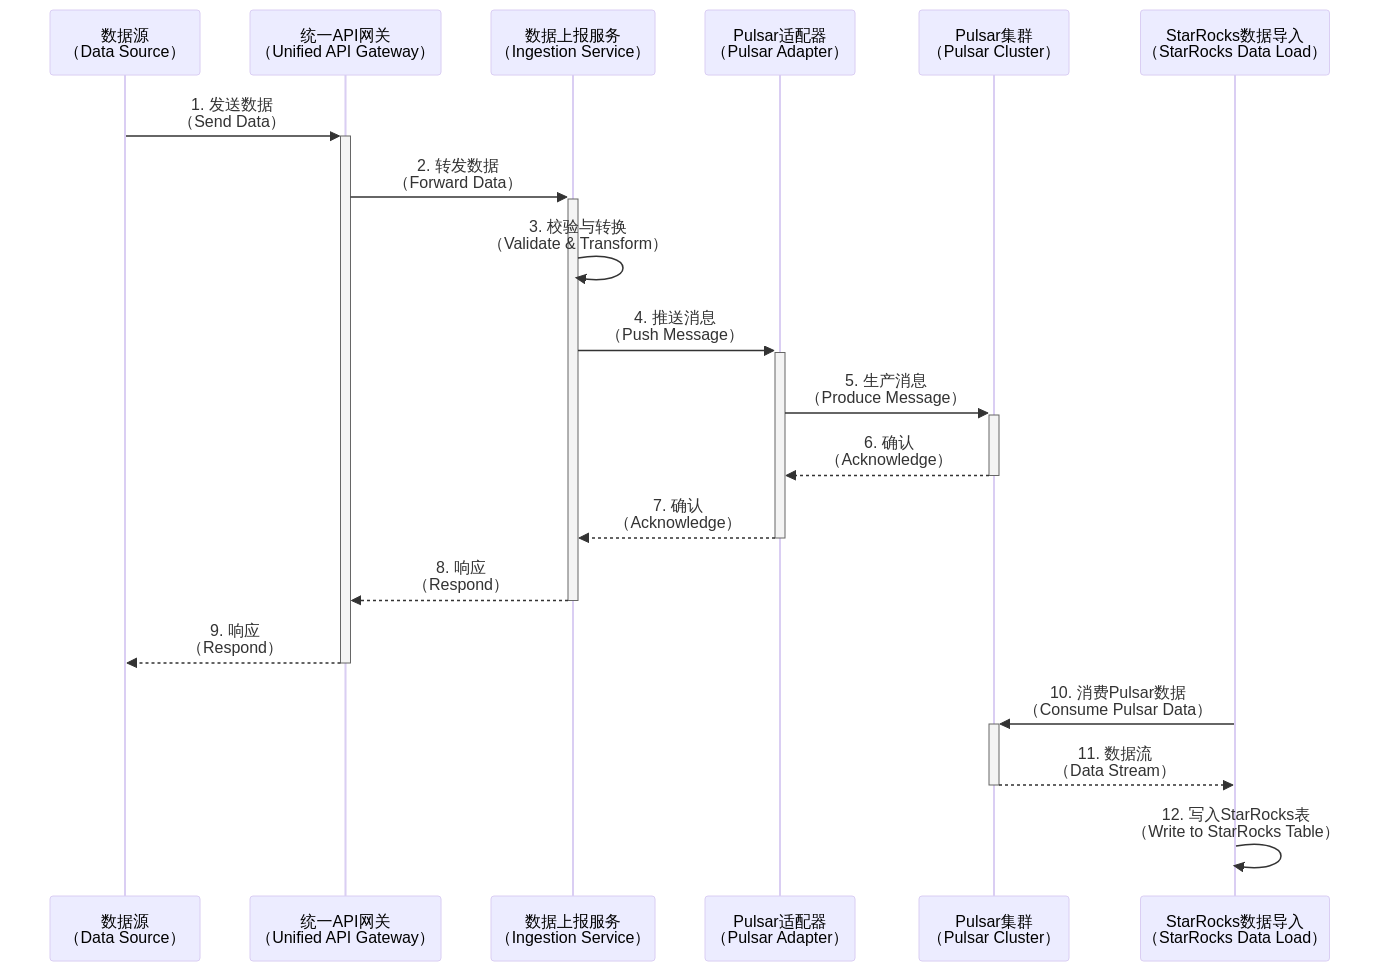 数据源
（Data Source）
统一API网关
（Unified API Gateway）
数据上报服务
（Ingestion Service）
Pulsar适配器
（Pulsar Adapter）
Pulsar集群
（Pulsar Cluster）
StarRocks数据导入
（StarRocks Data Load）
1. 发送数据
（Send Data）
2. 转发数据
（Forward Data）
3. 校验与转换
（Validate & Transform）
4. 推送消息
（Push Message）
5. 生产消息
（Produce Message）
6. 确认
（Acknowledge）
7. 确认
（Acknowledge）
8. 响应
（Respond）
9. 响应
（Respond）
10. 消费Pulsar数据
（Consume Pulsar Data）
11. 数据流
（Data Stream）
12. 写入StarRocks表
（Write to StarRocks Table）
数据源
（Data Source）
统一API网关
（Unified API Gateway）
数据上报服务
（Ingestion Service）
Pulsar适配器
（Pulsar Adapter）
Pulsar集群
（Pulsar Cluster）
StarRocks数据导入
（StarRocks Data Load）